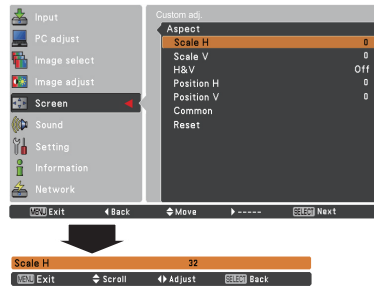 Input
PC adjust
Image select
Image adjust
Screen
Sound
Setting
Information
Network
Custom adj.
Aspect
Scale H 0
Scale V 0
H&V Off
Position H 0
Position V 0
Common
Reset
MENU Exit Back Move ----- SELECT Next
Scale H 32
MENU Exit Scroll Adjust SELECT Back